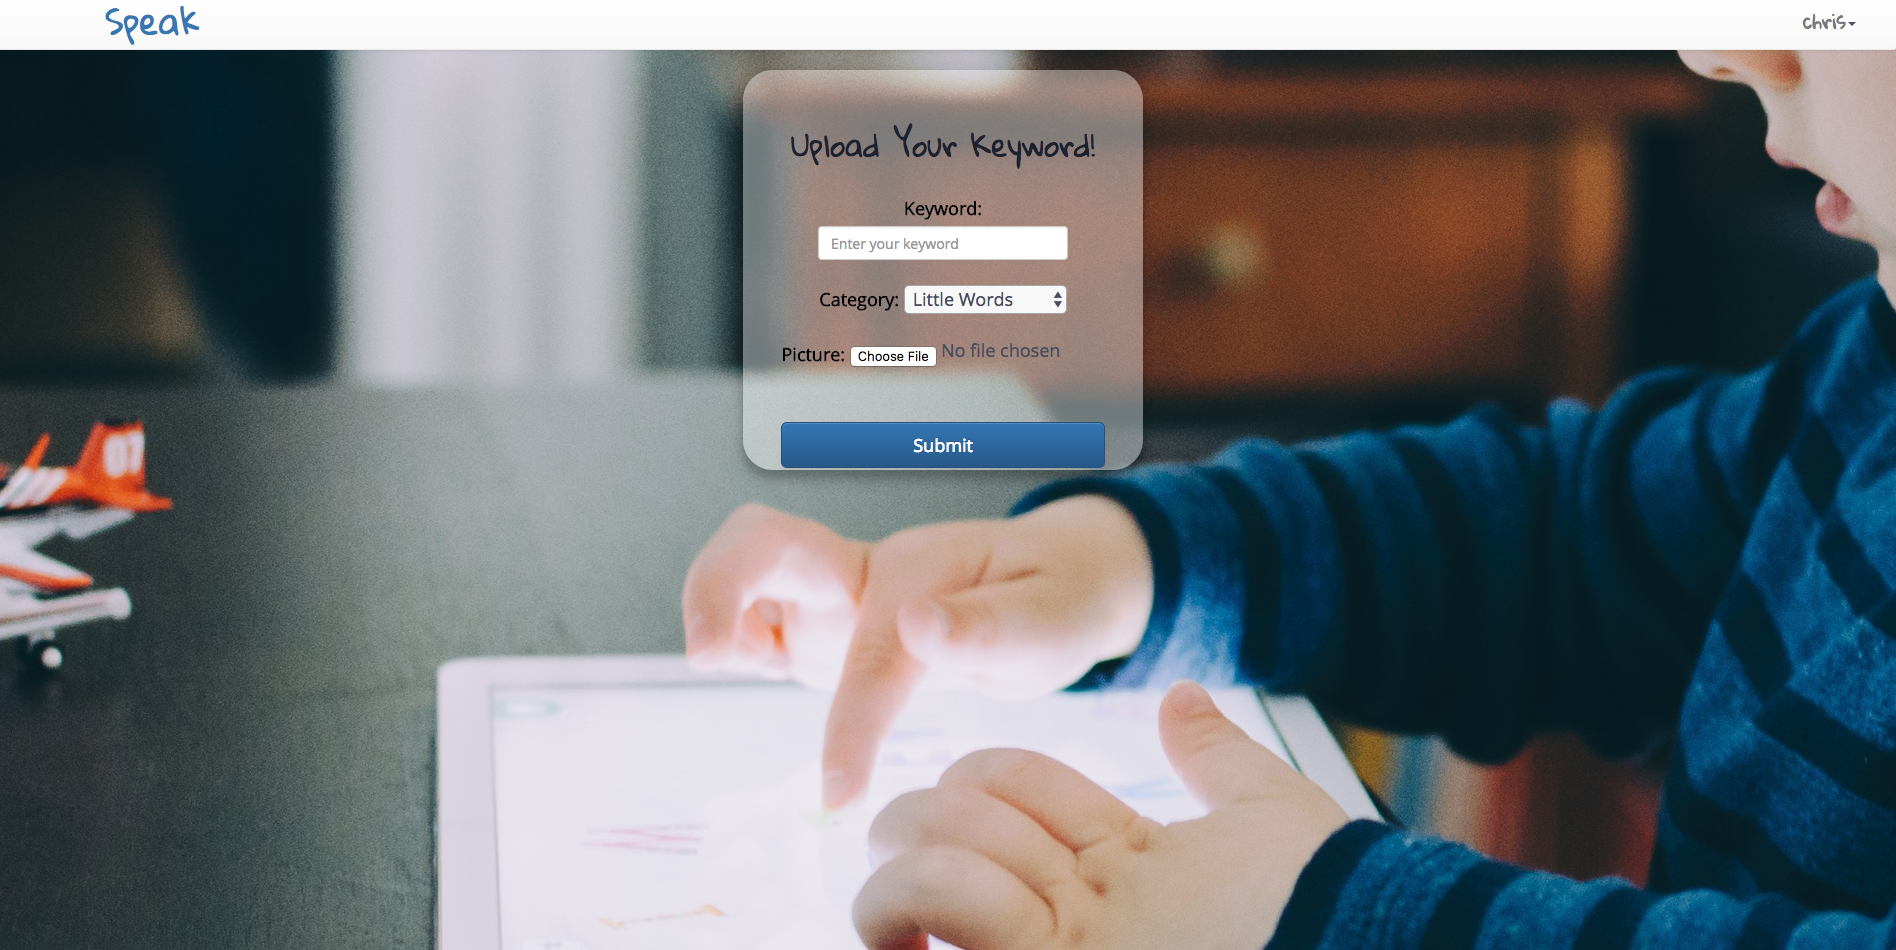 Speak
chris
Upload Your Keyword!
Keyword:
Enter your keyword
Category: Little Words
Picture: Choose File No file chosen
Submit
07